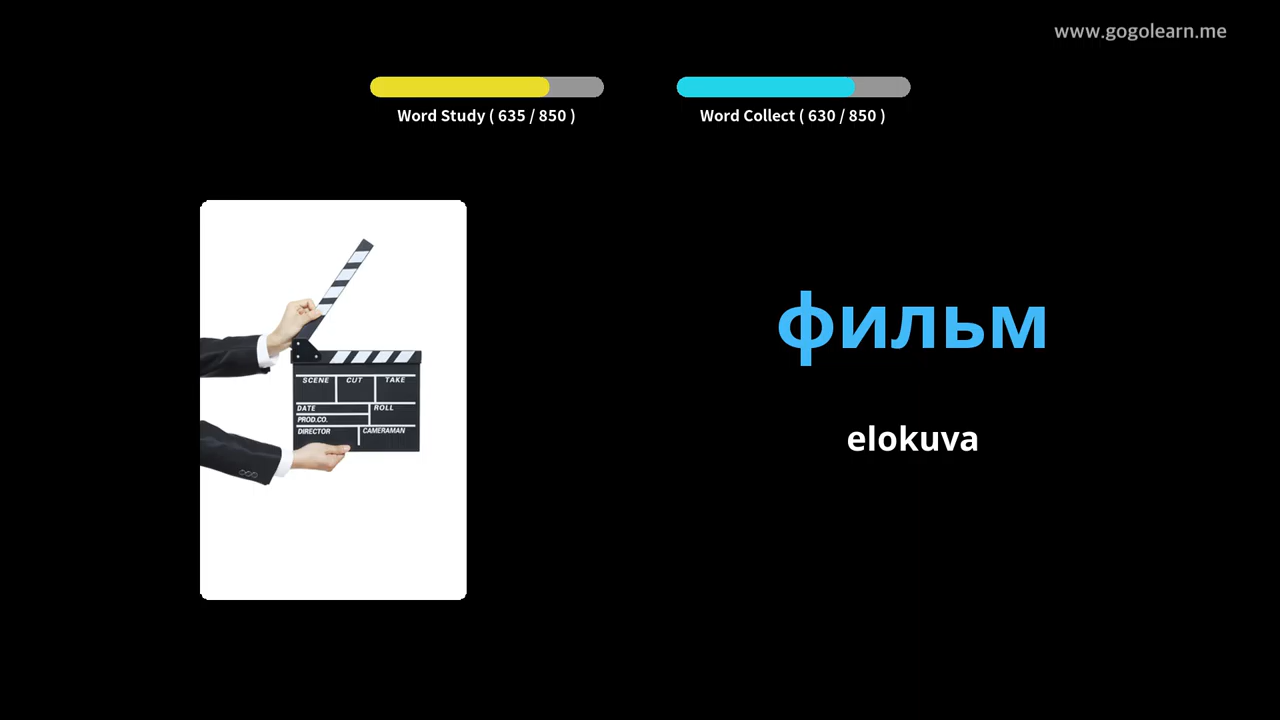 www.gogolearn.me
Word Study ( 635 / 850 )
Word Collect ( 630 / 850 )
SCENE CUT TAKE
DATE ROLL
PROD.CO.
DIRECTOR CAMERAMAN
фильм
elokuva